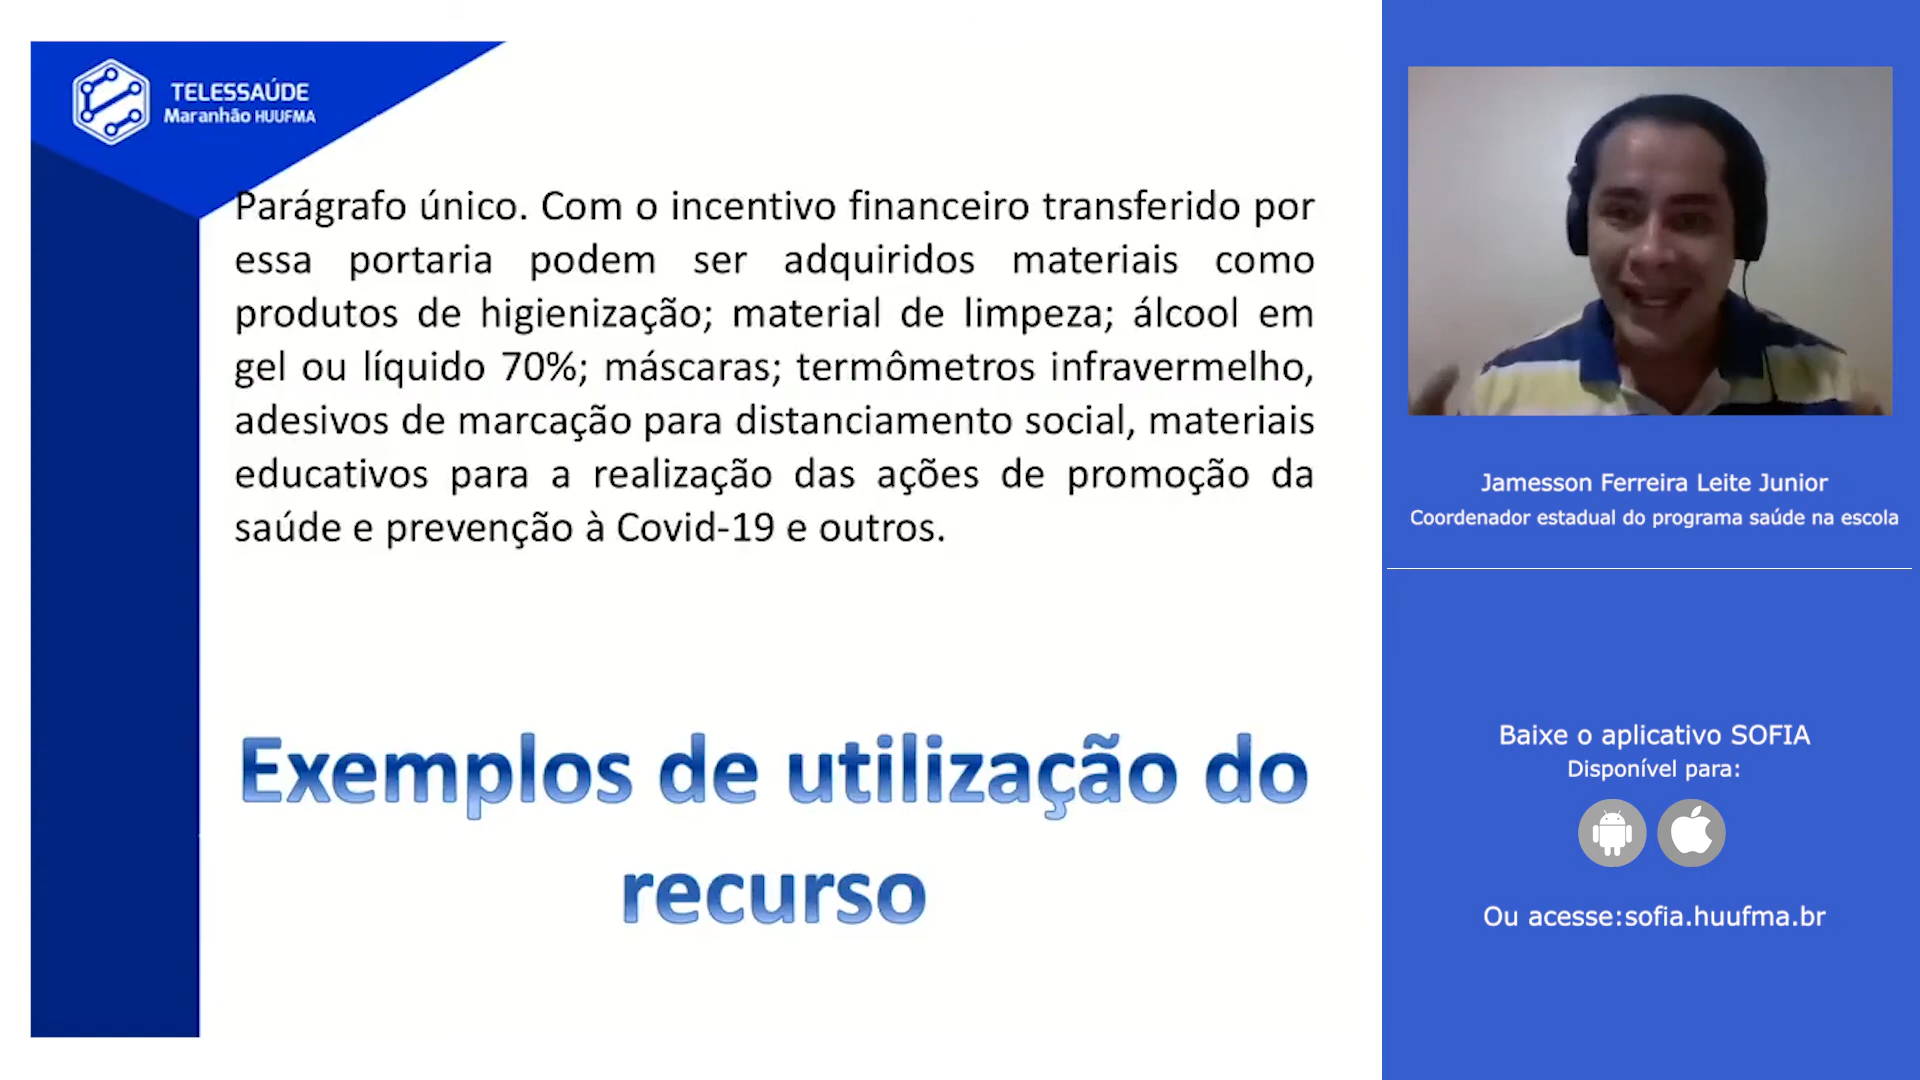 TELESSAÚDE
Maranhão HUUFMA
Parágrafo único. Com o incentivo financeiro transferido por
essa portaria podem ser adquiridos materiais como
produtos de higienização; material de limpeza; álcool em
gel ou líquido 70%; máscaras; termômetros infravermelho,
adesivos de marcação para distanciamento social, materiais
educativos para a realização das ações de promoção da
saúde e prevenção à Covid-19 e outros.
Exemplos de utilização do
recurso
Jamesson Ferreira Leite Junior
Coordenador estadual do programa saúde na escola
Baixe o aplicativo SOFIA
Disponível para:
Ou acesse:sofia.huufma.br